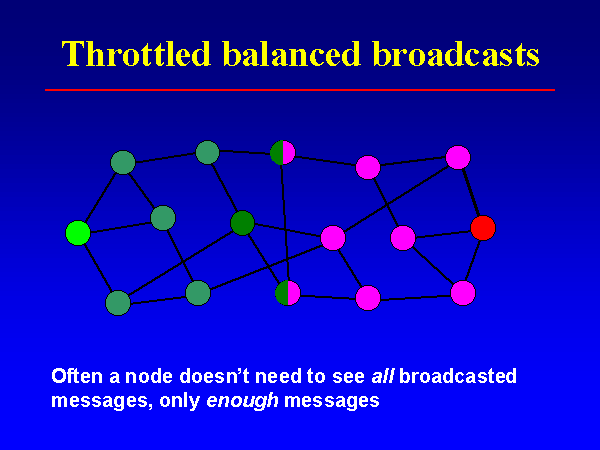 Throttled balanced broadcasts
Often a node doesn’t need to see all broadcasted
messages, only enough messages